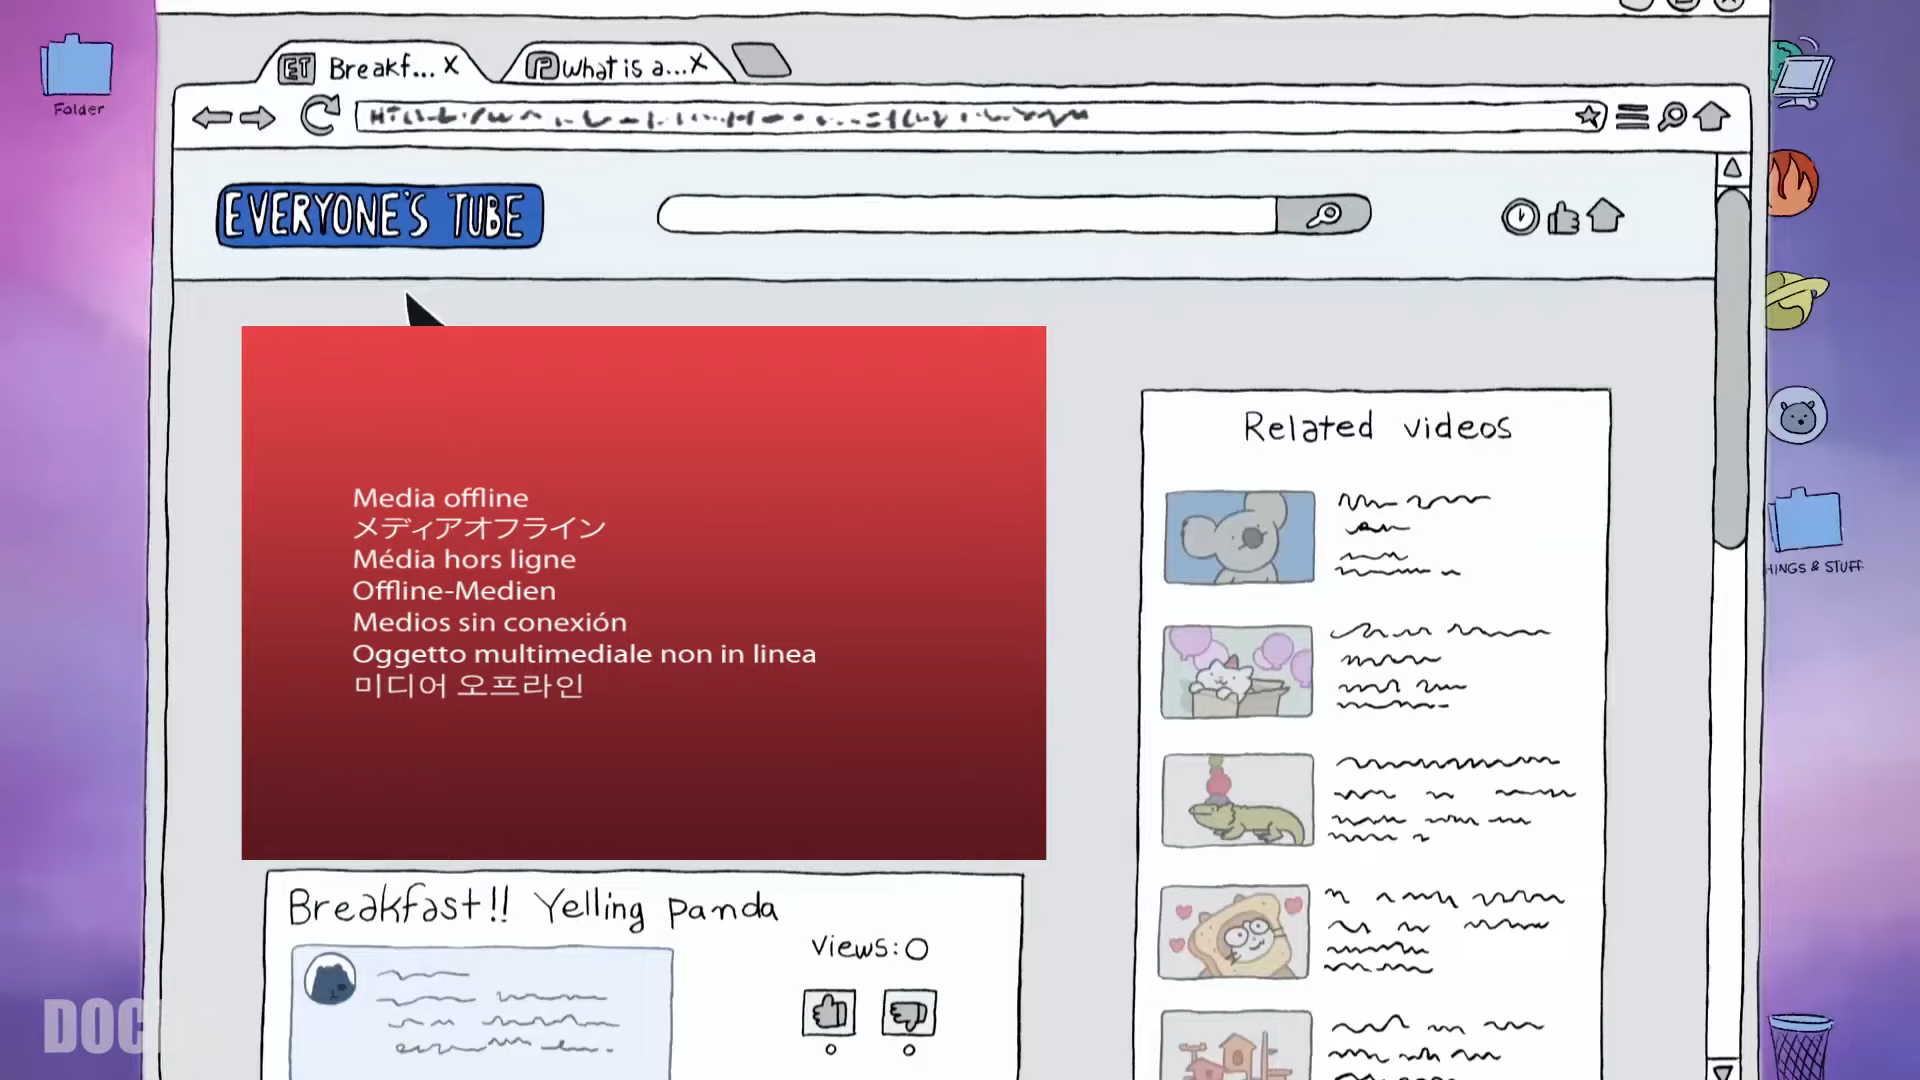 Folder
ET Breakf... X
What is a...X
EVERYONE'S TUBE
Media offline
メディアオフライン
Média hors ligne
Offline-Medien
Medios sin conexión
Oggetto multimediale non in linea
미디어 오프라인
Related videos
HINGS & STUFF
Breakfast!! Yelling panda
Views: 0
0 0